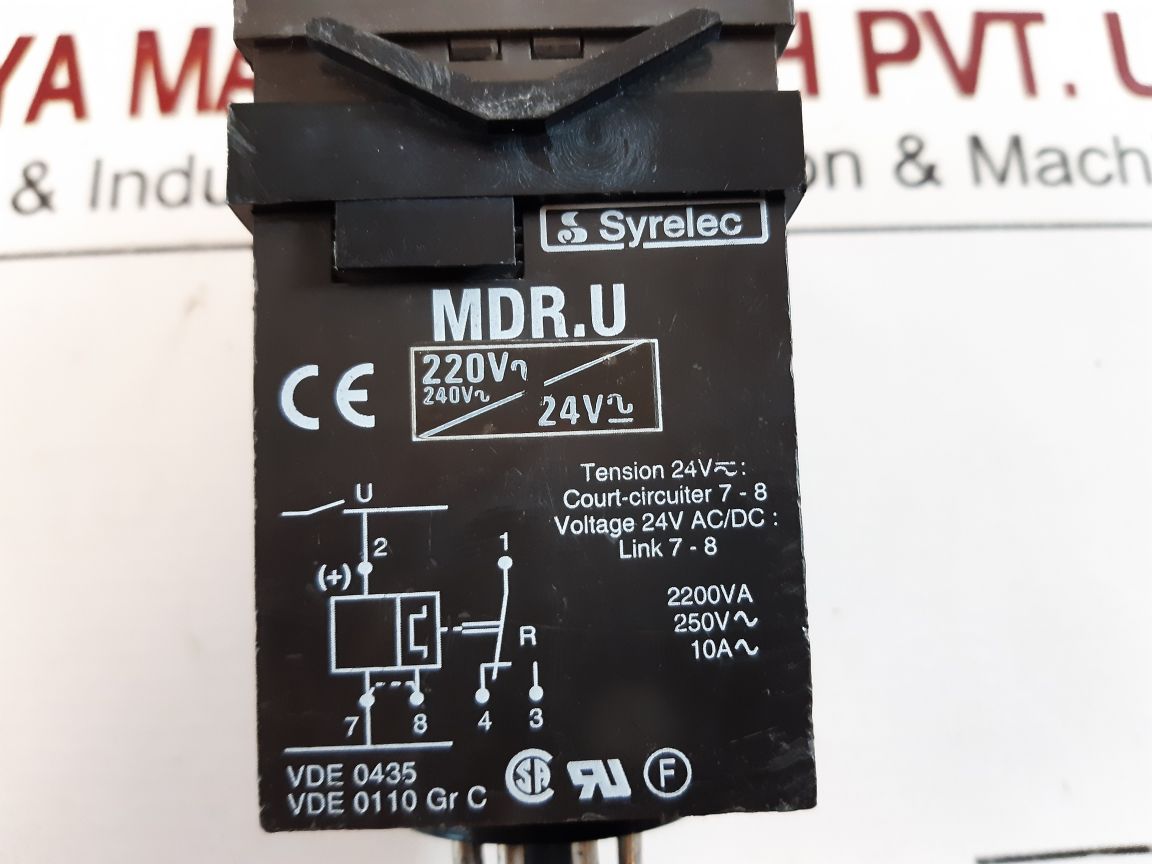 YA MA H PVT. U
& Indu on & Mach
Syrelec
MDR.U
CE
220V~
240V~
24V⎓~
Tension 24V⎓~:
Court-circuiter 7 - 8
Voltage 24V AC/DC :
Link 7 - 8
U
2
1
(+)
2200VA
250V~
10A~
R
7 8 4 3
VDE 0435
VDE 0110 Gr C
SA RU F